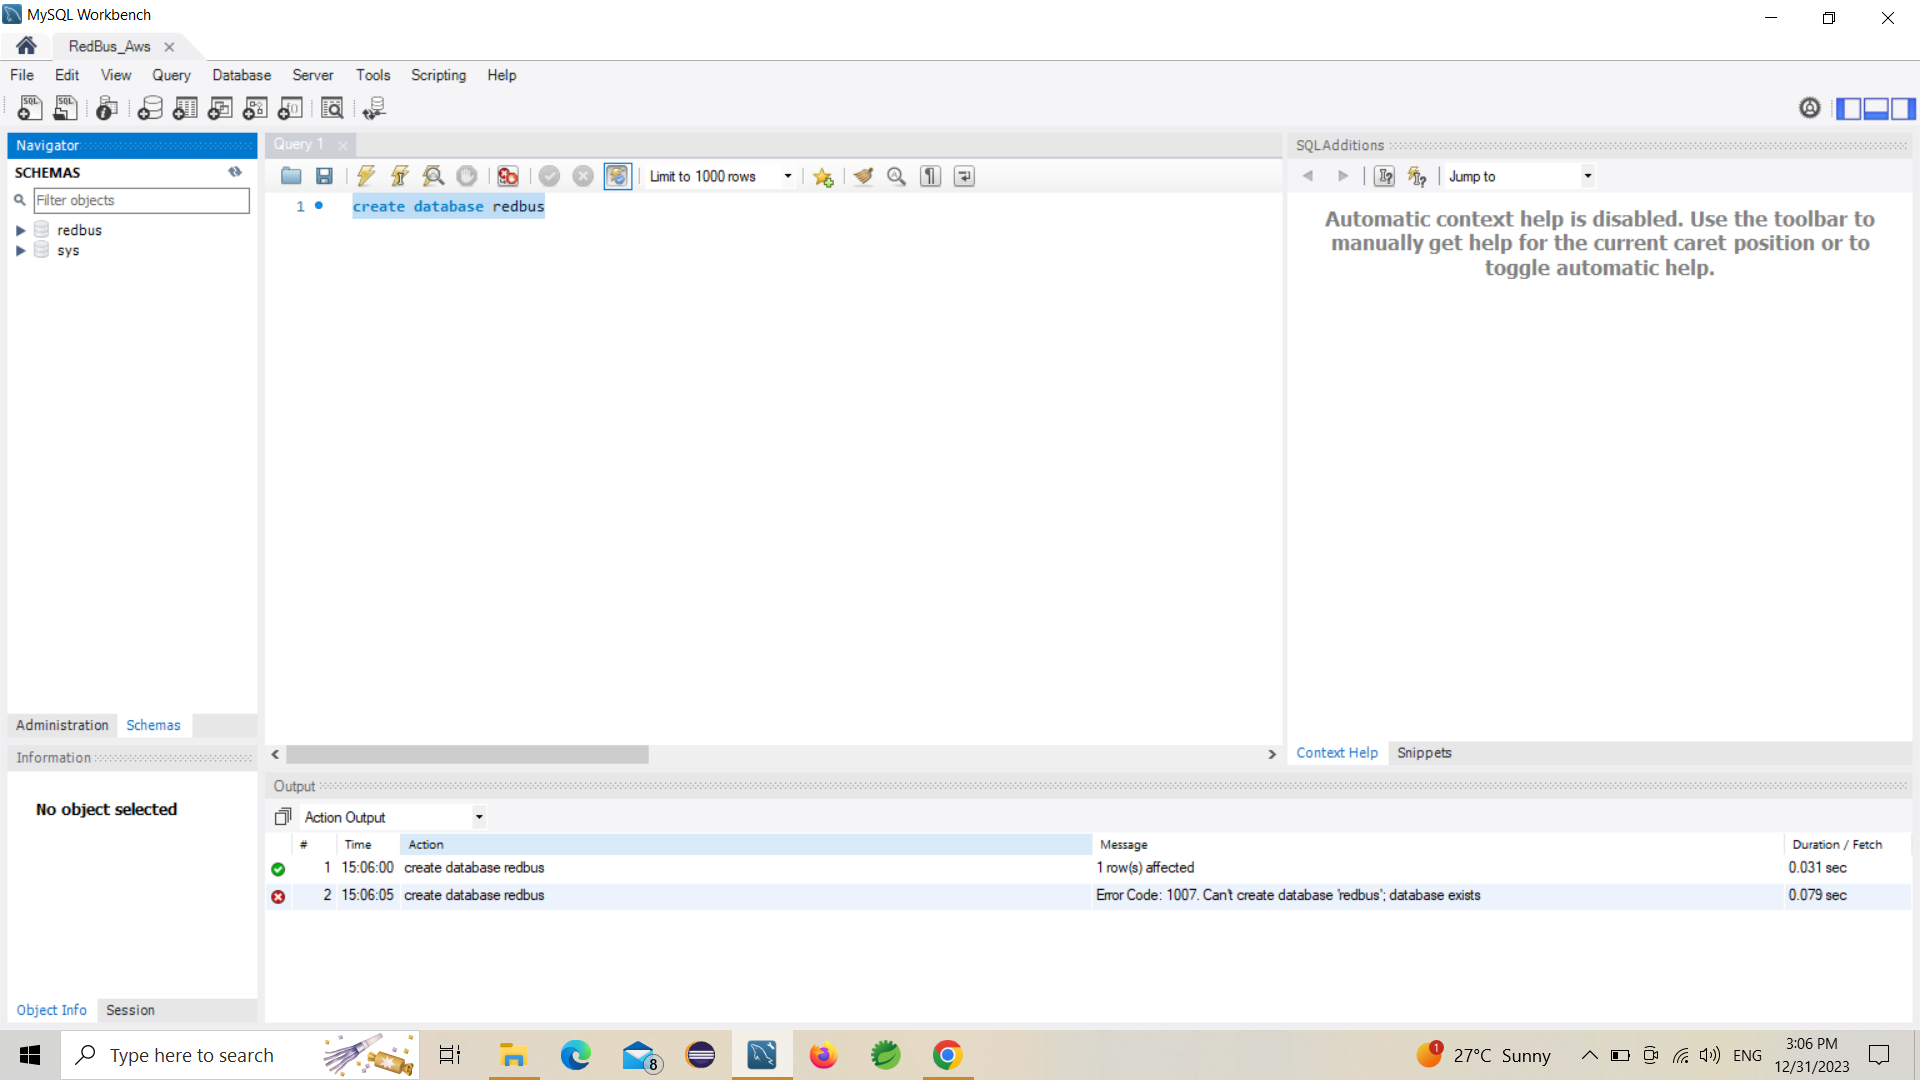 MySQL Workbench
RedBus_Aws
File Edit View Query Database Server Tools Scripting Help
Navigator
SCHEMAS
Filter objects
redbus
sys
Administration Schemas
Information
No object selected
Object Info Session
Query 1
Limit to 1000 rows
1 create database redbus
SQLAdditions
Jump to
Automatic context help is disabled. Use the toolbar to
manually get help for the current caret position or to
toggle automatic help.
Context Help Snippets
Output
Action Output
# Time Action Message Duration / Fetch
1 15:06:00 create database redbus 1 row(s) affected 0.031 sec
2 15:06:05 create database redbus Error Code: 1007. Can't create database 'redbus'; database exists 0.079 sec
Type here to search
8
1
27°C Sunny
ENG
3:06 PM
12/31/2023